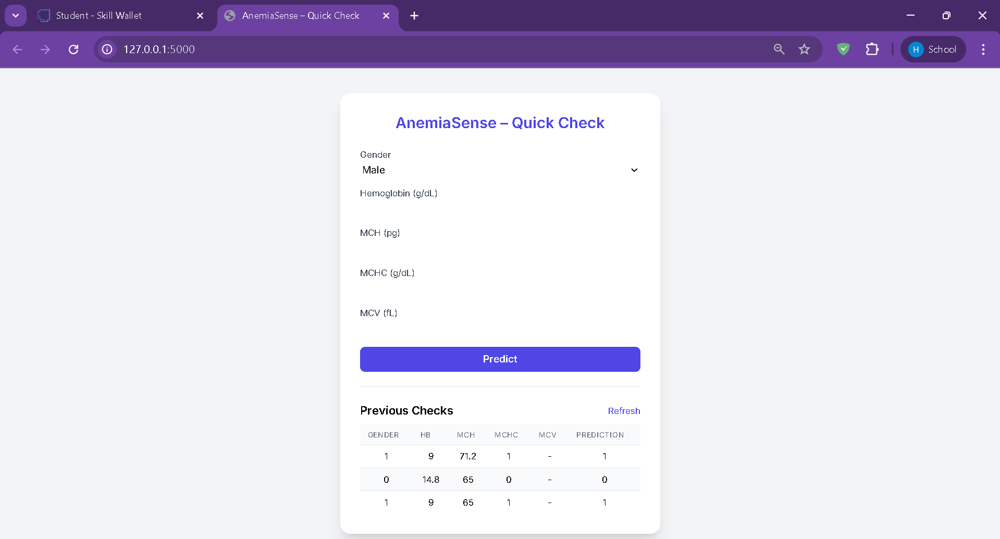 Student - Skill Wallet
AnemiaSense – Quick Check
127.0.0.1:5000
H School
AnemiaSense – Quick Check
Gender
Male
Hemoglobin (g/dL)
MCH (pg)
MCHC (g/dL)
MCV (fL)
Predict
Previous Checks Refresh
GENDER HB MCH MCHC MCV PREDICTION
1 9 71.2 1 - 1
0 14.8 65 0 - 0
1 9 65 1 - 1